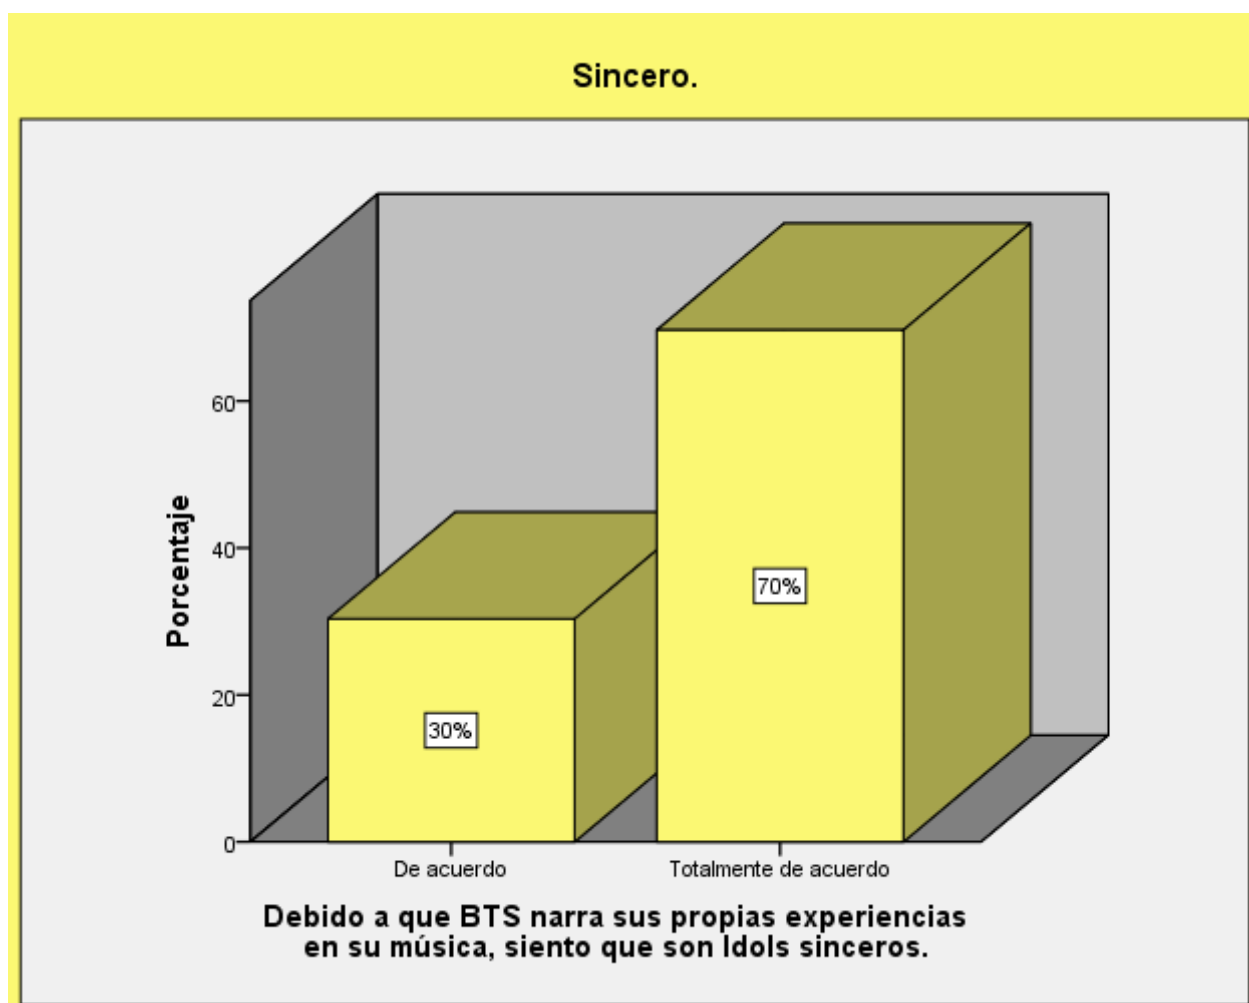 Sincero.
60
40
20
0
Porcentaje
30%
70%
De acuerdo
Totalmente de acuerdo
Debido a que BTS narra sus propias experiencias
en su música, siento que son Idols sinceros.